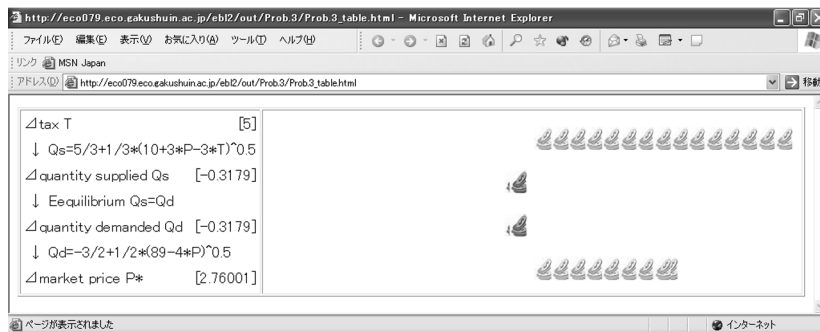 http://eco079.eco.gakushuin.ac.jp/ebl2/out/Prob.3/Prob.3_table.html - Microsoft Internet Explorer
ファイル(F) 編集(E) 表示(V) お気に入り(A) ツール(T) ヘルプ(H)
リンク MSN Japan
アドレス(D) http://eco079.eco.gakushuin.ac.jp/ebl2/out/Prob.3/Prob.3_table.html 移動
⊿tax T [5]
↓ Qs=5/3+1/3*(10+3*P-3*T)^0.5
⊿quantity supplied Qs [-0.3179]
↓ Eequilibrium Qs=Qd
⊿quantity demanded Qd [-0.3179]
↓ Qd=-3/2+1/2*(89-4*P)^0.5
⊿market price P* [2.76001]
ページが表示されました インターネット